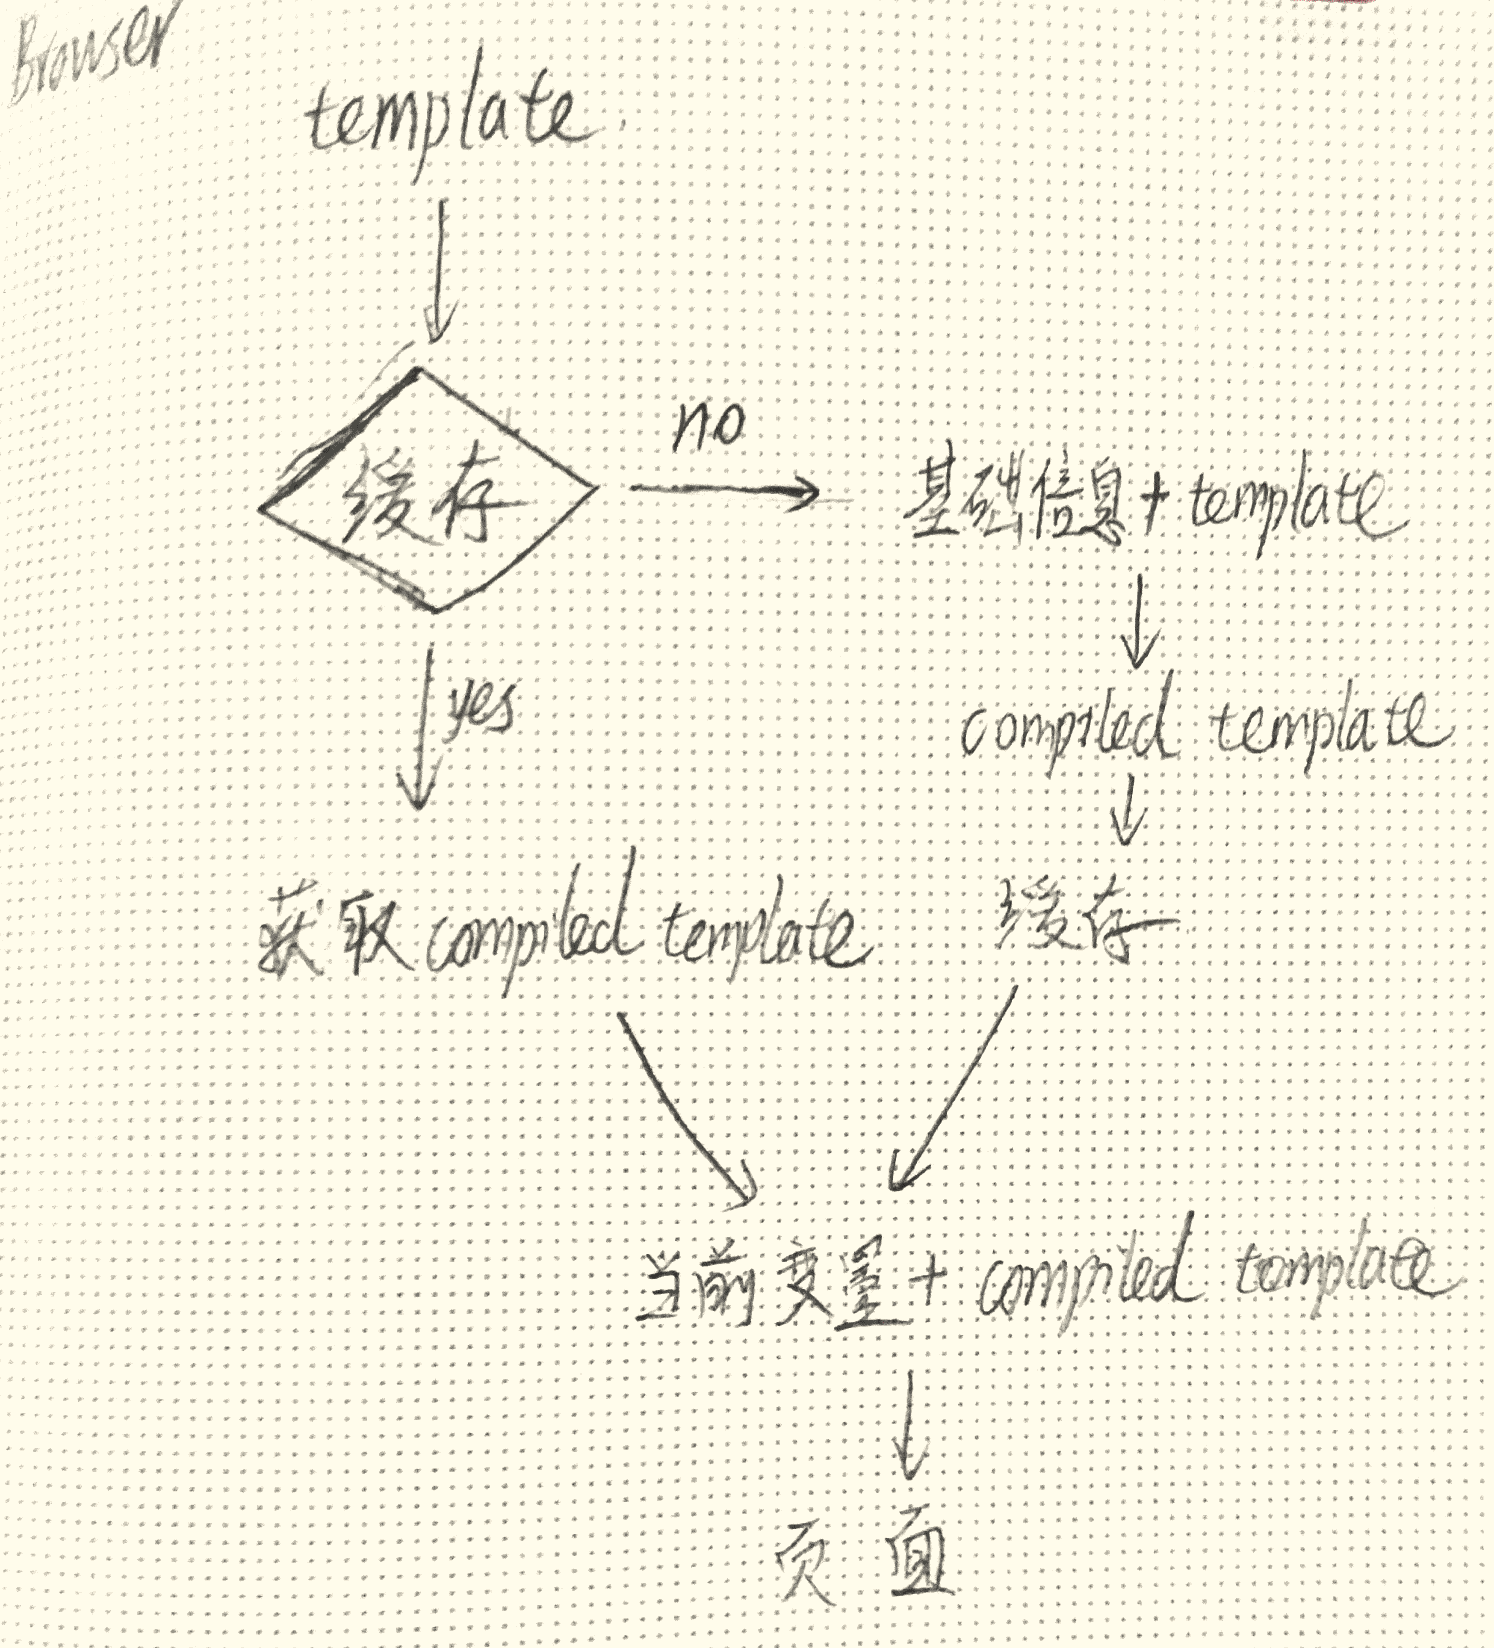 Browser
template
缓存
no
基础信息 + template
yes
compiled template
获取 compiled template
缓存
当前变量 + compiled template
页面